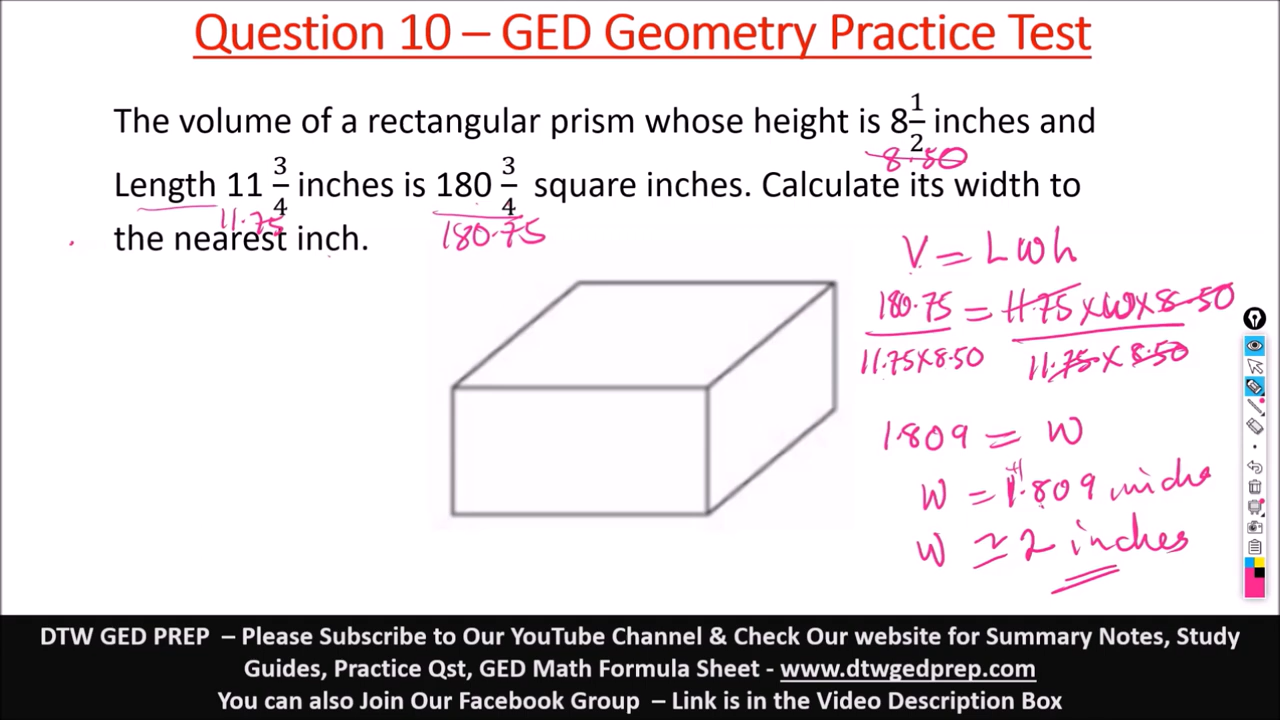 Question 10 – GED Geometry Practice Test
The volume of a rectangular prism whose height is 8 1/2 inches and
8.50
Length 11 3/4 inches is 180 3/4 square inches. Calculate its width to
11.75
180.75
the nearest inch.
V = L W h
180.75 = 11.75 x W x 8.50
11.75 x 8.50 11.75 x 8.50
1.809 = W
W = 1.809 inches
W ≃ 2 inches
DTW GED PREP – Please Subscribe to Our YouTube Channel & Check Our website for Summary Notes, Study
Guides, Practice Qst, GED Math Formula Sheet - www.dtwgedprep.com
You can also Join Our Facebook Group – Link is in the Video Description Box